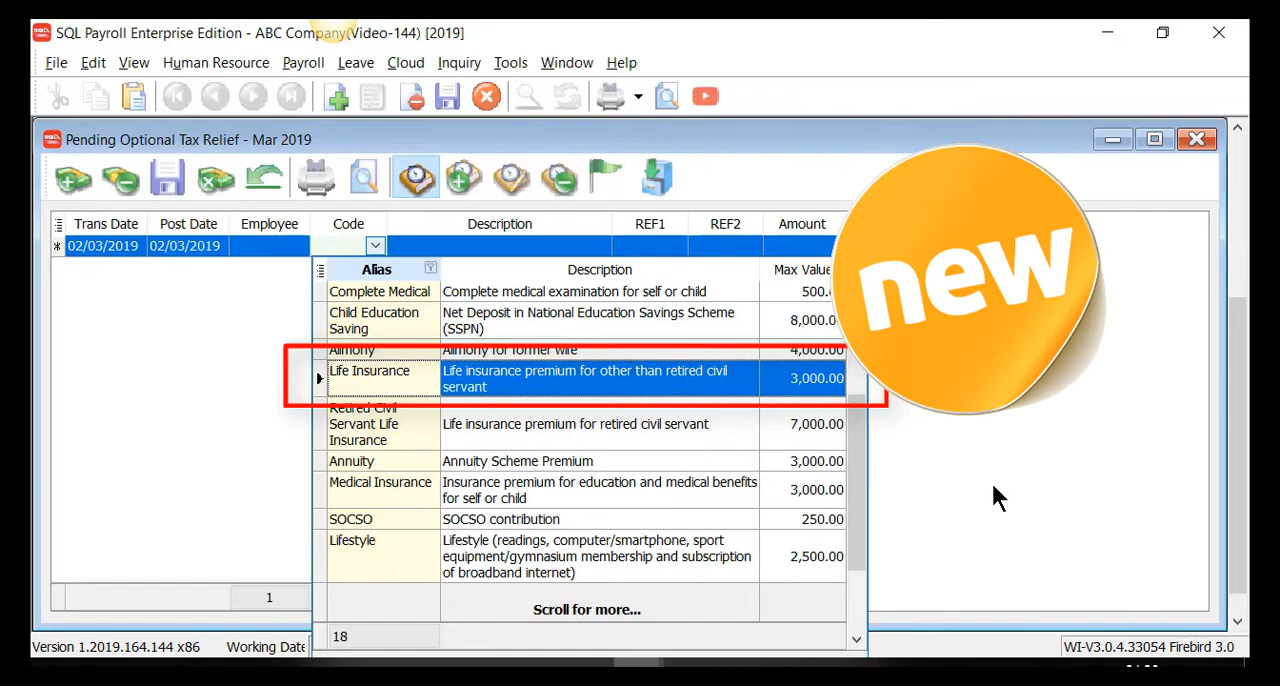 SQL Payroll Enterprise Edition - ABC Company(Video-144) [2019]
File Edit View Human Resource Payroll Leave Cloud Inquiry Tools Window Help
Pending Optional Tax Relief - Mar 2019
Trans Date Post Date Employee Code Description REF1 REF2 Amount
02/03/2019 02/03/2019
Alias Description Max Value
Complete Medical Complete medical examination for self or child 500.
Child Education Net Deposit in National Education Savings Scheme
Saving (SSPN) 8,000.0
Alimony Alimony for former wife 4,000.00
Life Insurance Life insurance premium for other than retired civil
servant 3,000.00
Retired Civil
Servant Life Life insurance premium for retired civil servant 7,000.00
Insurance
Annuity Annuity Scheme Premium 3,000.00
Medical Insurance Insurance premium for education and medical benefits
for self or child 3,000.00
SOCSO SOCSO contribution 250.00
Lifestyle Lifestyle (readings, computer/smartphone, sport
equipment/gymnasium membership and subscription 2,500.00
of broadband internet)
1
Scroll for more...
18
new
Version 1.2019.164.144 x86 Working Date WI-V3.0.4.33054 Firebird 3.0